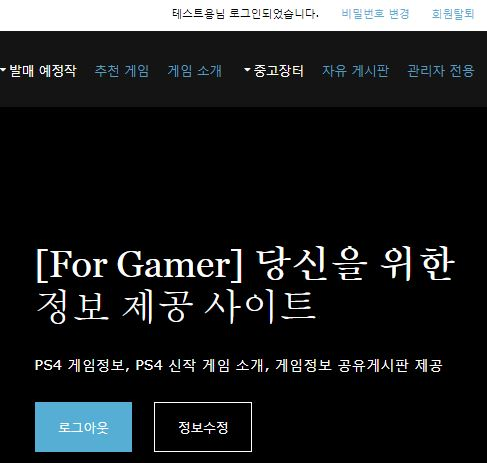 테스트용님 로그인되었습니다. 비밀번호 변경 회원탈퇴
발매 예정작 추천 게임 게임 소개 중고장터 자유 게시판 관리자 전용
[For Gamer] 당신을 위한
정보 제공 사이트
PS4 게임정보, PS4 신작 게임 소개, 게임정보 공유게시판 제공
로그아웃 정보수정